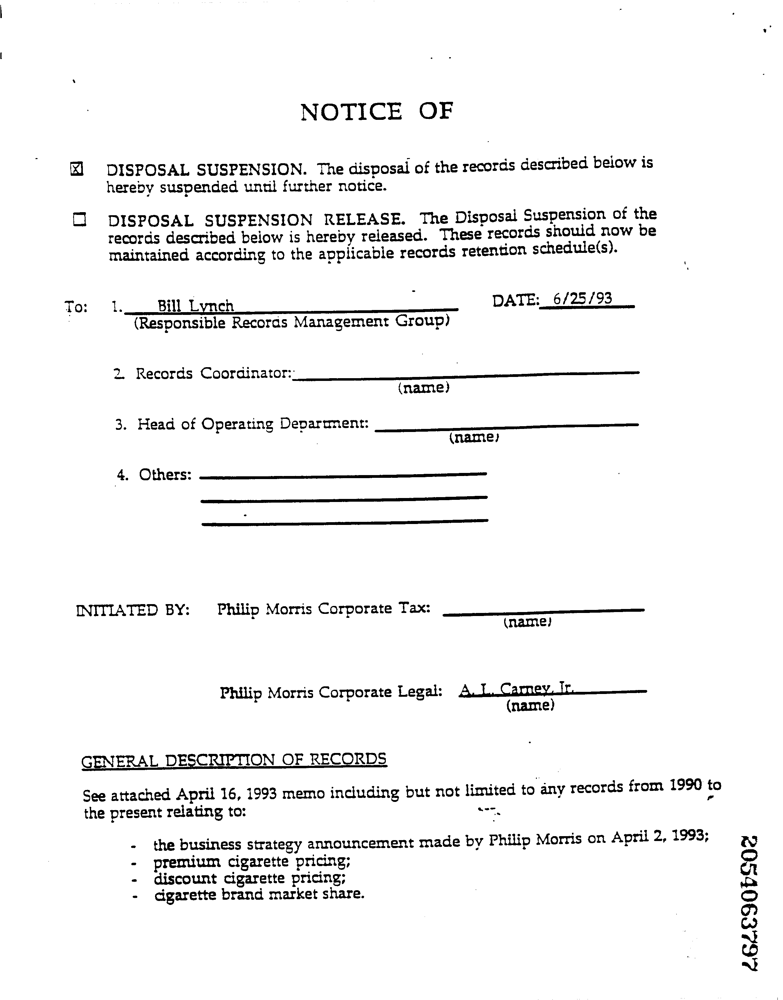 NOTICE OF
☒ DISPOSAL SUSPENSION. The disposal of the records described below is
hereby suspended until further notice.
☐ DISPOSAL SUSPENSION RELEASE. The Disposal Suspension of the
records described below is hereby released. These records should now be
maintained according to the applicable records retention schedule(s).
To: 1. Bill Lynch DATE: 6/25/93
(Responsible Records Management Group)
2. Records Coordinator:
(name)
3. Head of Operating Department:
(name)
4. Others:
INITIATED BY: Philip Morris Corporate Tax:
(name)
Philip Morris Corporate Legal: A. L. Carney, Jr.
(name)
GENERAL DESCRIPTION OF RECORDS
See attached April 16, 1993 memo including but not limited to any records from 1990 to
the present relating to:
- the business strategy announcement made by Philip Morris on April 2, 1993;
- premium cigarette pricing;
- discount cigarette pricing;
- cigarette brand market share.
2054063797